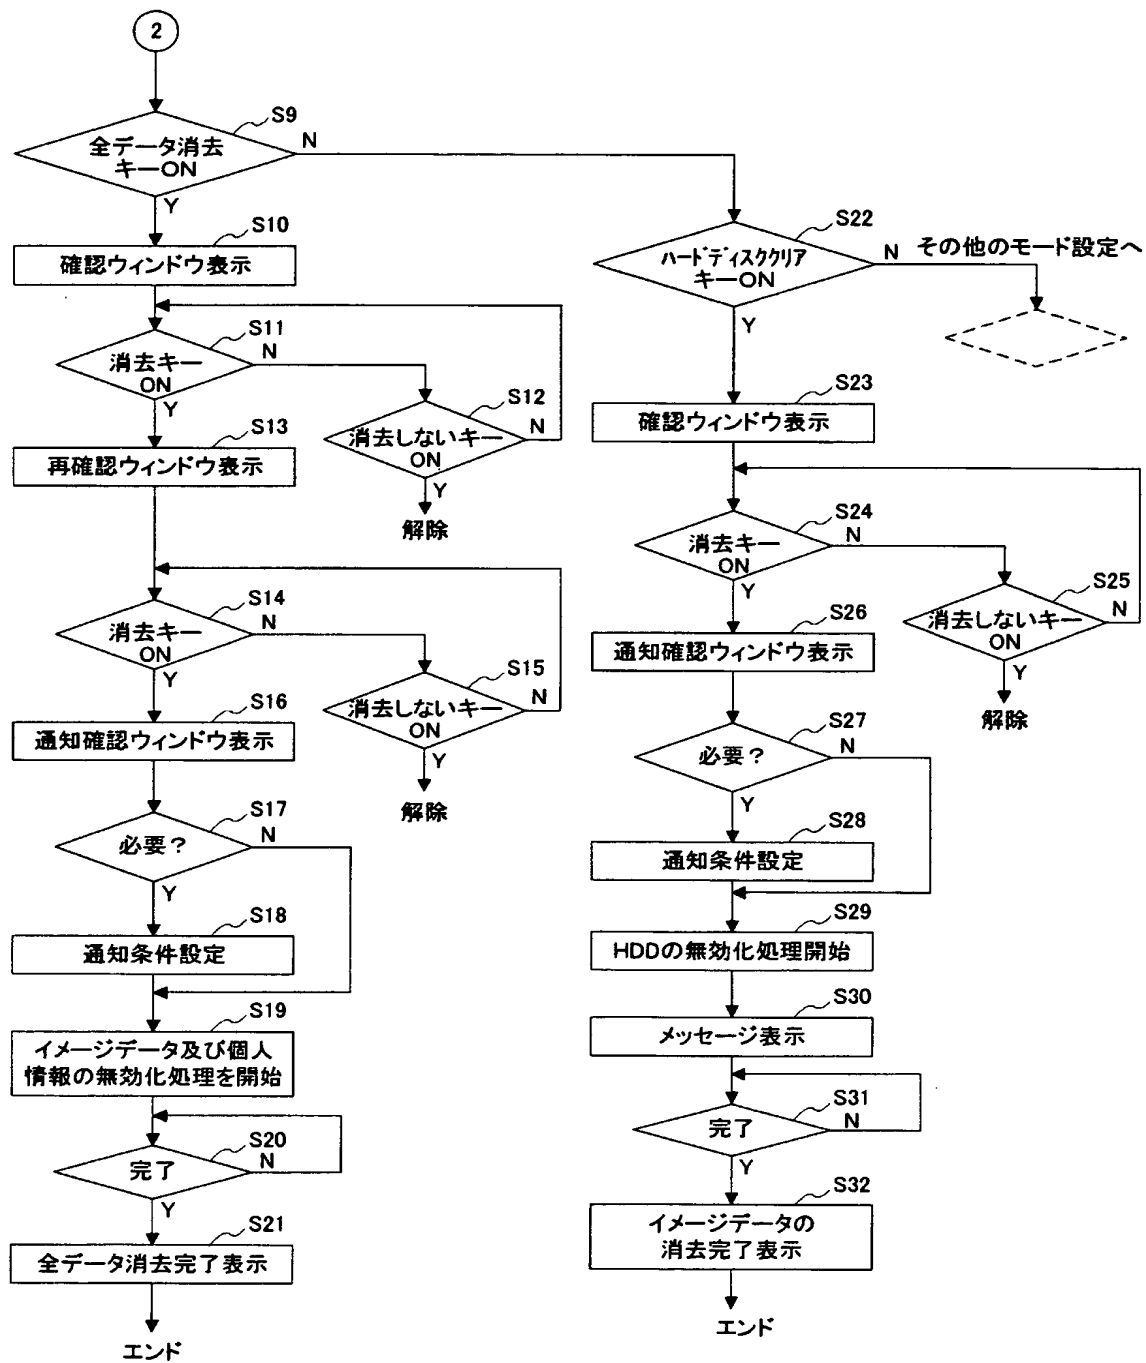 2
S9
全データ消去
キーON
N
Y
S10
確認ウィンドウ表示
S11
消去キー
ON
N
Y
S12
消去しないキー
ON
N
Y
解除
S13
再確認ウィンドウ表示
S14
消去キー
ON
N
Y
S15
消去しないキー
ON
N
Y
解除
S16
通知確認ウィンドウ表示
S17
必要？
N
Y
S18
通知条件設定
S19
イメージデータ及び個人
情報の無効化処理を開始
S20
完了
N
Y
S21
全データ消去完了表示
エンド
S22
ハードディスククリア
キーON
N
その他のモード設定へ
Y
S23
確認ウィンドウ表示
S24
消去キー
ON
N
Y
S25
消去しないキー
ON
N
Y
解除
S26
通知確認ウィンドウ表示
S27
必要？
N
Y
S28
通知条件設定
S29
HDDの無効化処理開始
S30
メッセージ表示
S31
完了
N
Y
S32
イメージデータの
消去完了表示
エンド